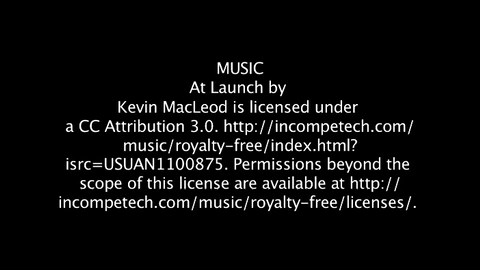 MUSIC
At Launch by
Kevin MacLeod is licensed under
a CC Attribution 3.0. http://incompetech.com/
music/royalty-free/index.html?
isrc=USUAN1100875. Permissions beyond the
scope of this license are available at http://
incompetech.com/music/royalty-free/licenses/.